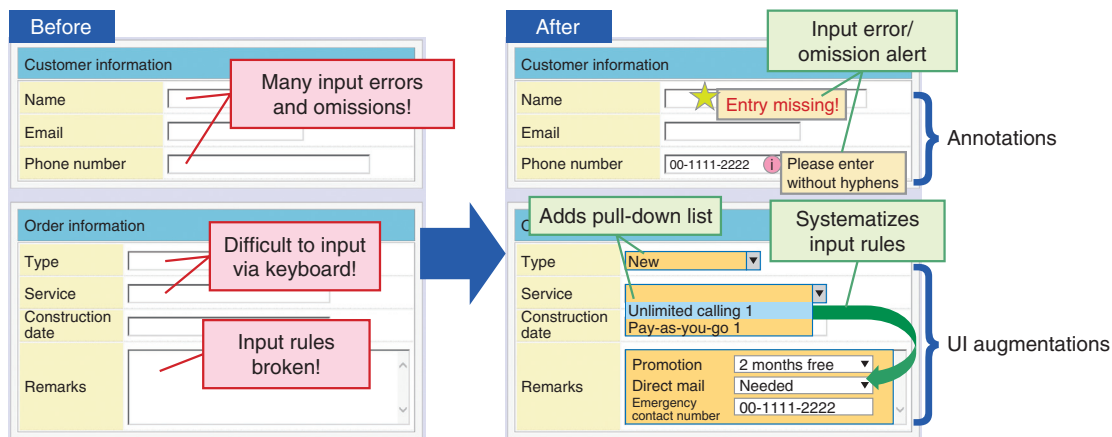 Before
Customer information
Name
Email
Phone number
Many input errors
and omissions!
Order information
Type
Service
Construction
date
Remarks
Difficult to input
via keyboard!
Input rules
broken!
After
Input error/
omission alert
Customer information
Name
Entry missing!
Email
Phone number
00-1111-2222
i
Please enter
without hyphens
Annotations
Adds pull-down list
Systematizes
input rules
Type
New
Service
Unlimited calling 1
Pay-as-you-go 1
Construction
date
Remarks
Promotion
2 months free
Direct mail
Needed
Emergency
contact number
00-1111-2222
UI augmentations